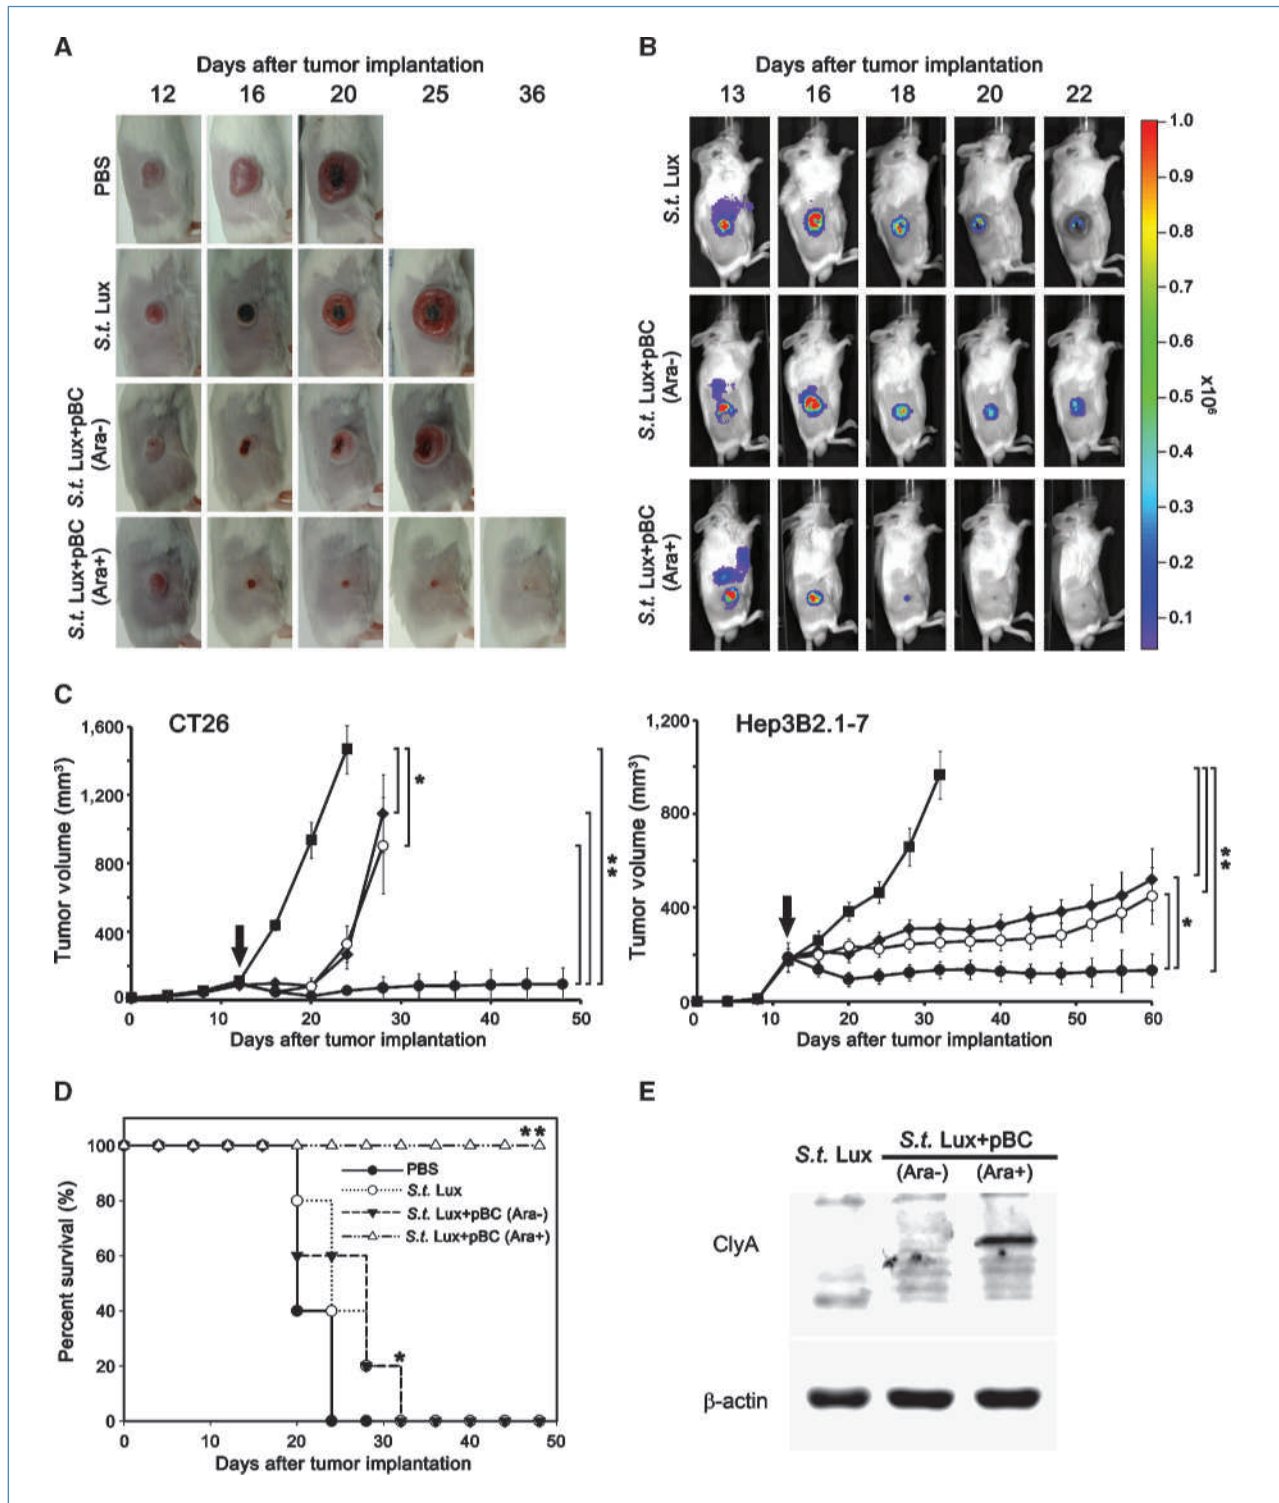 A
Days after tumor implantation
12 16 20 25 36
PBS
S.t. Lux
S.t. Lux+pBC
(Ara-)
S.t. Lux+pBC
(Ara+)
B
Days after tumor implantation
13 16 18 20 22
S.t. Lux
S.t. Lux+pBC
(Ara-)
S.t. Lux+pBC
(Ara+)
1.0
0.9
0.8
0.7
0.6
0.5
0.4
0.3
0.2
0.1
x10⁶
C
CT26
Tumor volume (mm³)
1,600
1,200
800
400
0
0 10 20 30 40 50
Days after tumor implantation
*
**
Hep3B2.1-7
Tumor volume (mm³)
1,200
800
400
0
0 10 20 30 40 50 60
Days after tumor implantation
*
**
D
Percent survival (%)
100
80
60
40
20
0
0 10 20 30 40 50
Days after tumor implantation
**
PBS
S.t. Lux
S.t. Lux+pBC (Ara-)
S.t. Lux+pBC (Ara+)
*
E
S.t. Lux
S.t. Lux+pBC
(Ara-) (Ara+)
ClyA
β-actin